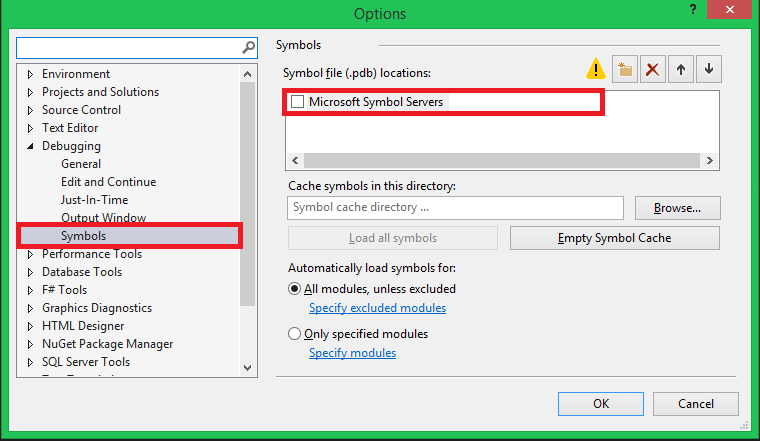 Options
?
Symbols
Symbol file (.pdb) locations:
Environment
Projects and Solutions
Source Control
Text Editor
Debugging
General
Edit and Continue
Just-In-Time
Output Window
Symbols
Performance Tools
Database Tools
F# Tools
Graphics Diagnostics
HTML Designer
NuGet Package Manager
SQL Server Tools
Microsoft Symbol Servers
Cache symbols in this directory:
Symbol cache directory ...
Browse...
Load all symbols
Empty Symbol Cache
Automatically load symbols for:
All modules, unless excluded
Specify excluded modules
Only specified modules
Specify modules
OK
Cancel